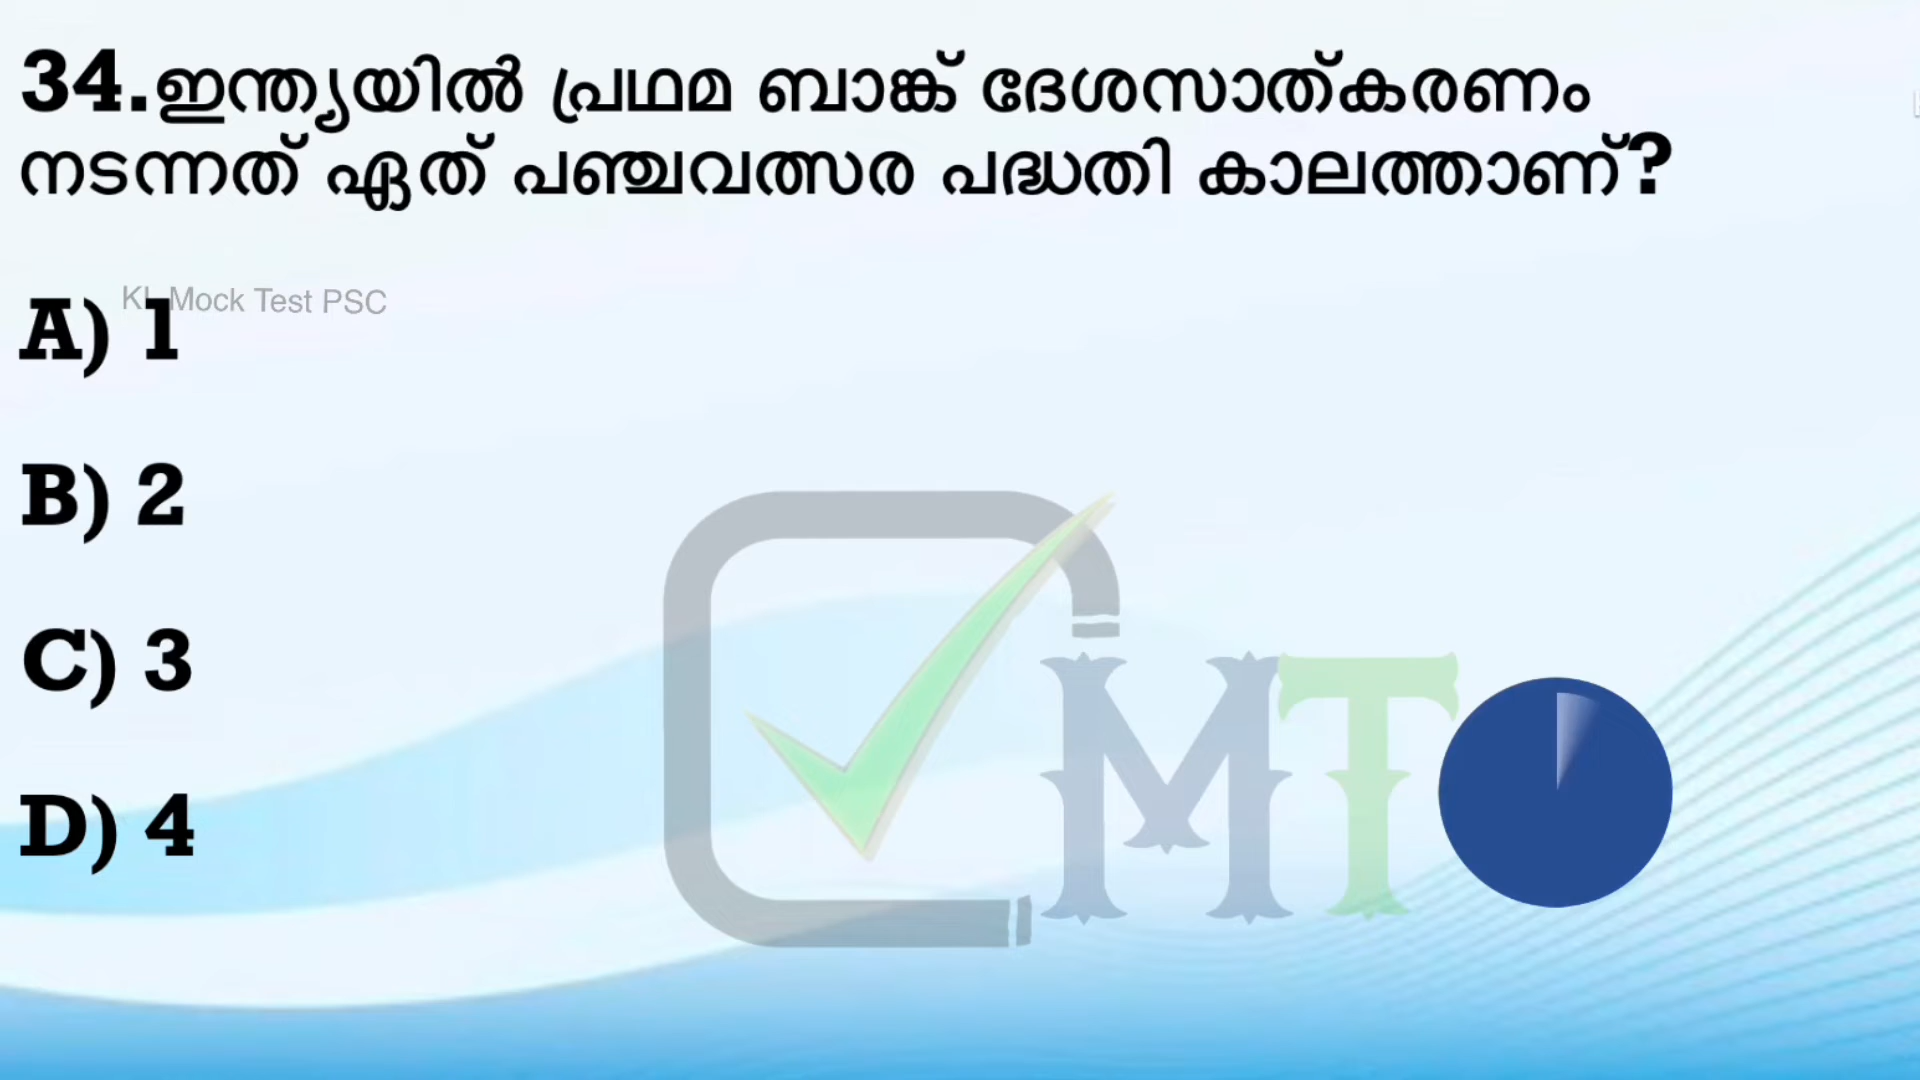 34.ഇന്ത്യയിൽ പ്രഥമ ബാങ്ക് ദേശസാത്കരണം
നടന്നത് ഏത് പഞ്ചവത്സര പദ്ധതി കാലത്താണ്?
KL Mock Test PSC
A) 1
B) 2
C) 3
D) 4
MT